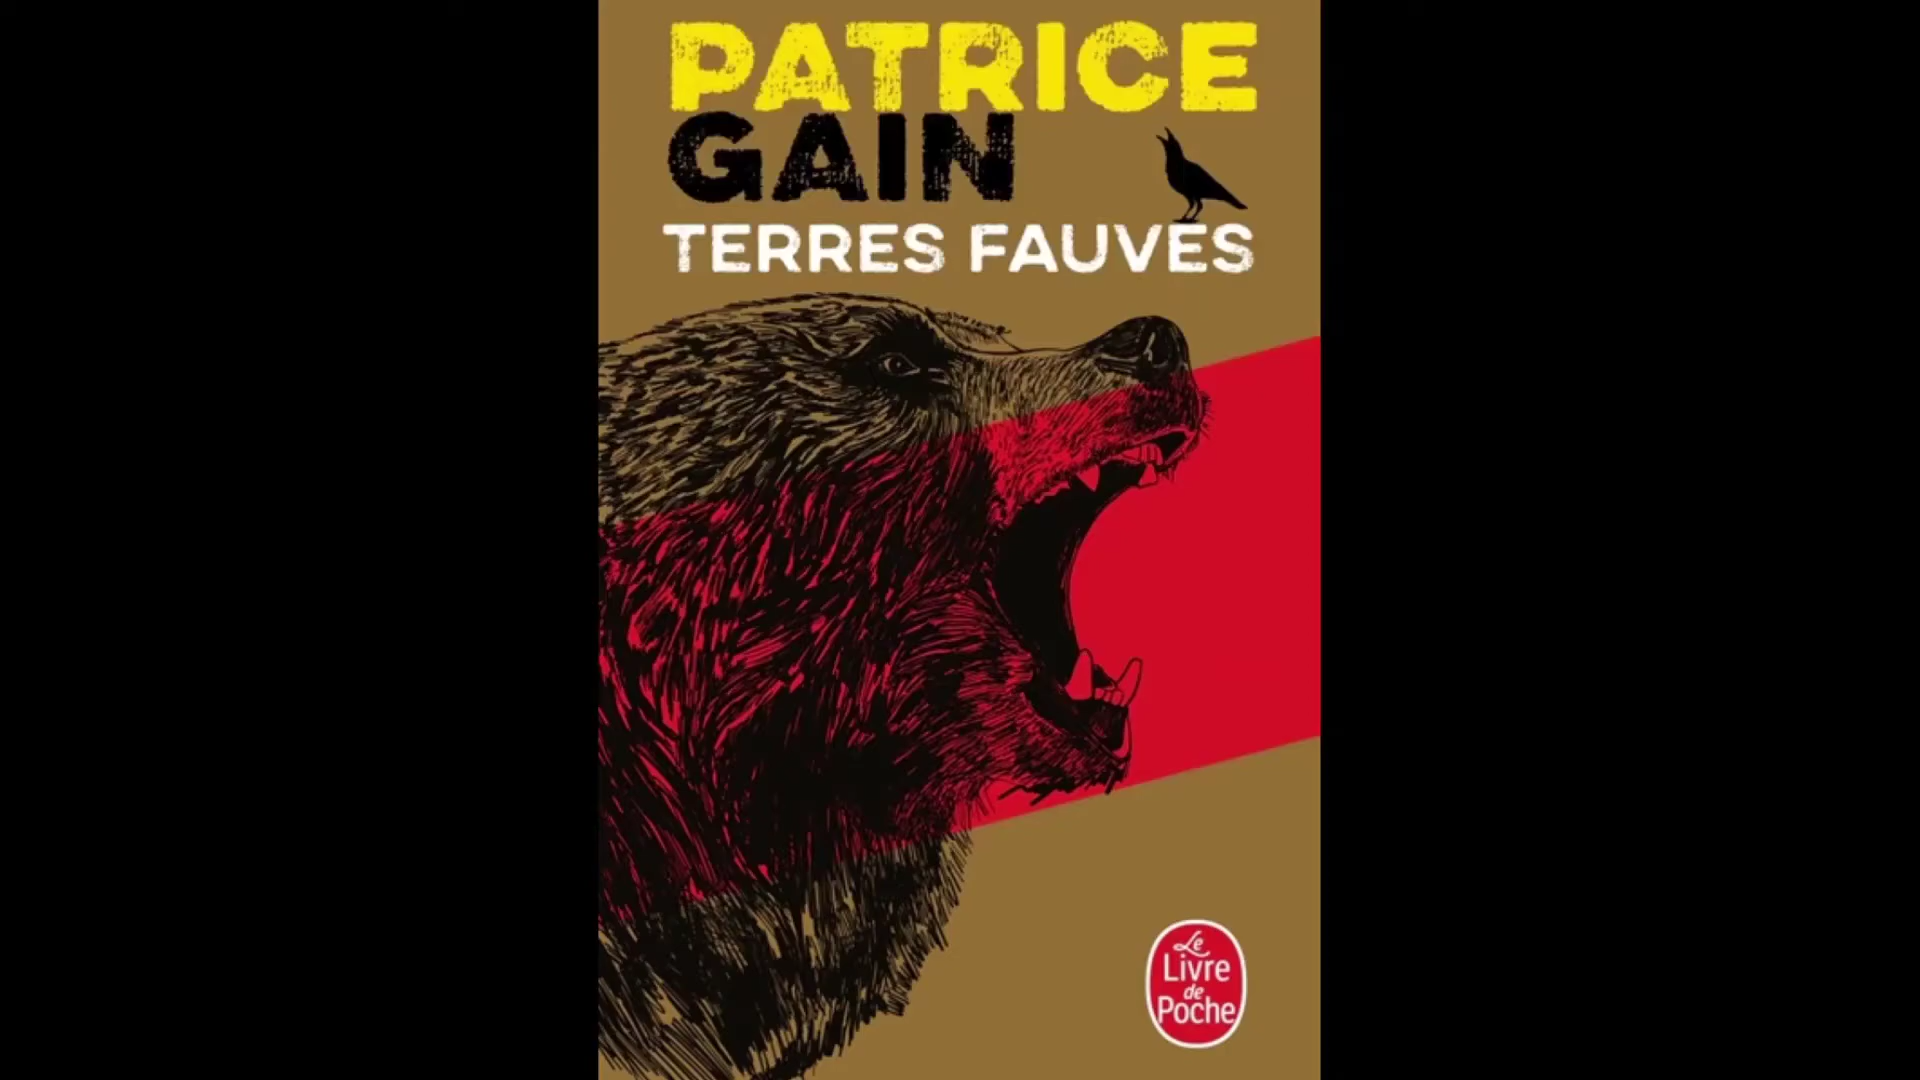 PATRICE
GAIN
TERRES FAUVES
Le
Livre
de
Poche